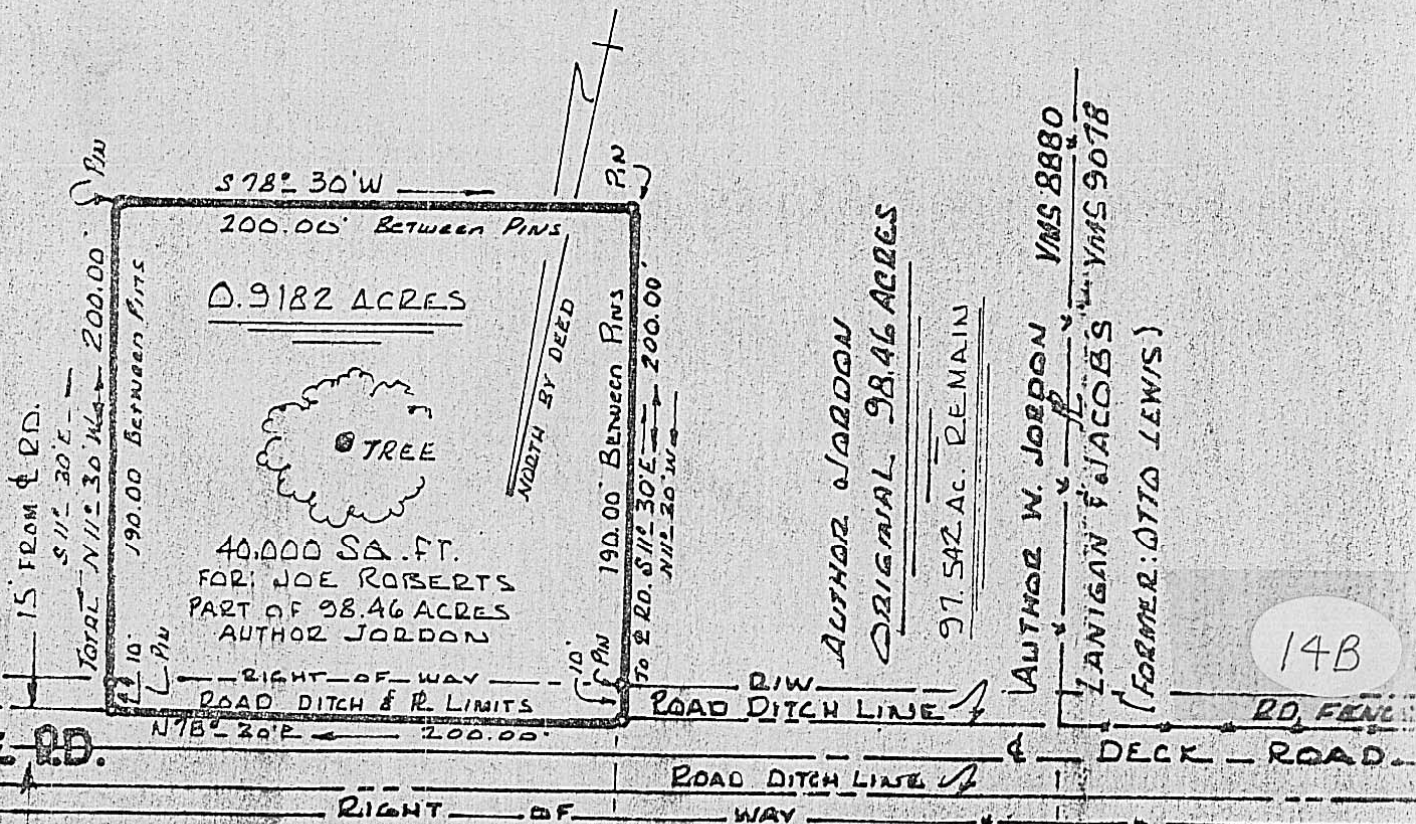 PIN
S 78° 30' W
PIN
200.00' BETWEEN PINS
0.9182 ACRES
NORTH BY DEED
TREE
40,000 SQ. FT.
FOR: JOE ROBERTS
PART OF 98.46 ACRES
AUTHOR JORDON
15' FROM ℄ RD.
S 11° 30' E
TOTAL N 11° 30' W 200.00'
190.00 BETWEEN PINS
10'
PIN
190.00' BETWEEN PINS
10'
PIN
TO ℄ RD. S 11° 30' E 200.00'
N 11° 30' W
RIGHT OF WAY
ROAD DITCH & R. LIMITS
N 78° 30' E 200.00'
AUTHOR JORDON
ORIGINAL 98.46 ACRES
97.542 AC. REMAIN
AUTHOR W. JORDON VMS 8880
LANIGAN & JACOBS VMS 9078
(FORMER: OTTO LEWIS)
14B
R/W
ROAD DITCH LINE
RD. FENC
RD.
℄ DECK ROAD
ROAD DITCH LINE
RIGHT OF WAY